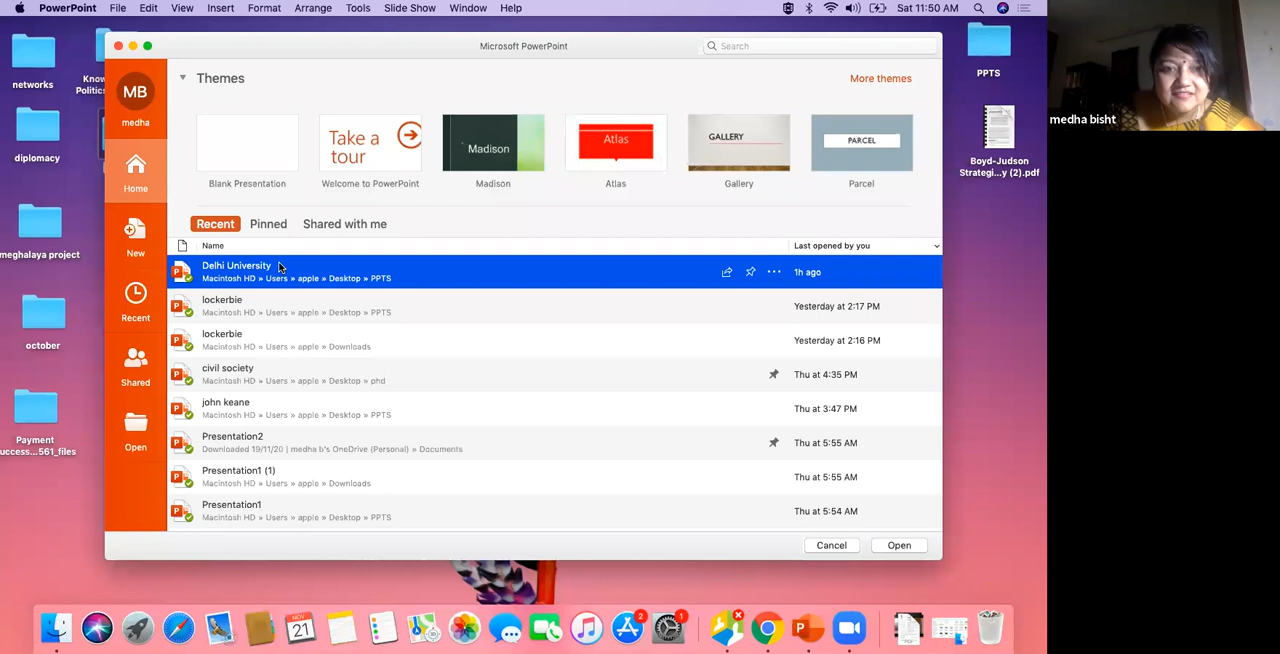 PowerPoint File Edit View Insert Format Arrange Tools Slide Show Window Help Sat 11:50 AM
Microsoft PowerPoint
Search
MB
medha
Home
New
Recent
Shared
Open
Themes
More themes
Take a tour
Madison
Atlas
GALLERY
PARCEL
Blank Presentation
Welcome to PowerPoint
Madison
Atlas
Gallery
Parcel
Recent Pinned Shared with me
Name Last opened by you
Delhi University
Macintosh HD » Users » apple » Desktop » PPTS
1h ago
lockerbie
Macintosh HD » Users » apple » Desktop » PPTS
Yesterday at 2:17 PM
lockerbie
Macintosh HD » Users » apple » Downloads
Yesterday at 2:16 PM
civil society
Macintosh HD » Users » apple » Desktop » phd
Thu at 4:35 PM
john keane
Macintosh HD » Users » apple » Desktop » PPTS
Thu at 3:47 PM
Presentation2
Downloaded 19/11/20 | medha b's OneDrive (Personal) » Documents
Thu at 5:55 AM
Presentation1 (1)
Macintosh HD » Users » apple » Downloads
Thu at 5:55 AM
Presentation1
Macintosh HD » Users » apple » Desktop » PPTS
Thu at 5:54 AM
Cancel Open
networks
Know
Politics
diplomacy
meghalaya project
october
Payment
uccess...561_files
PPTS
Boyd-Judson
Strategi...y (2).pdf
medha bisht
NOV
21
2
1